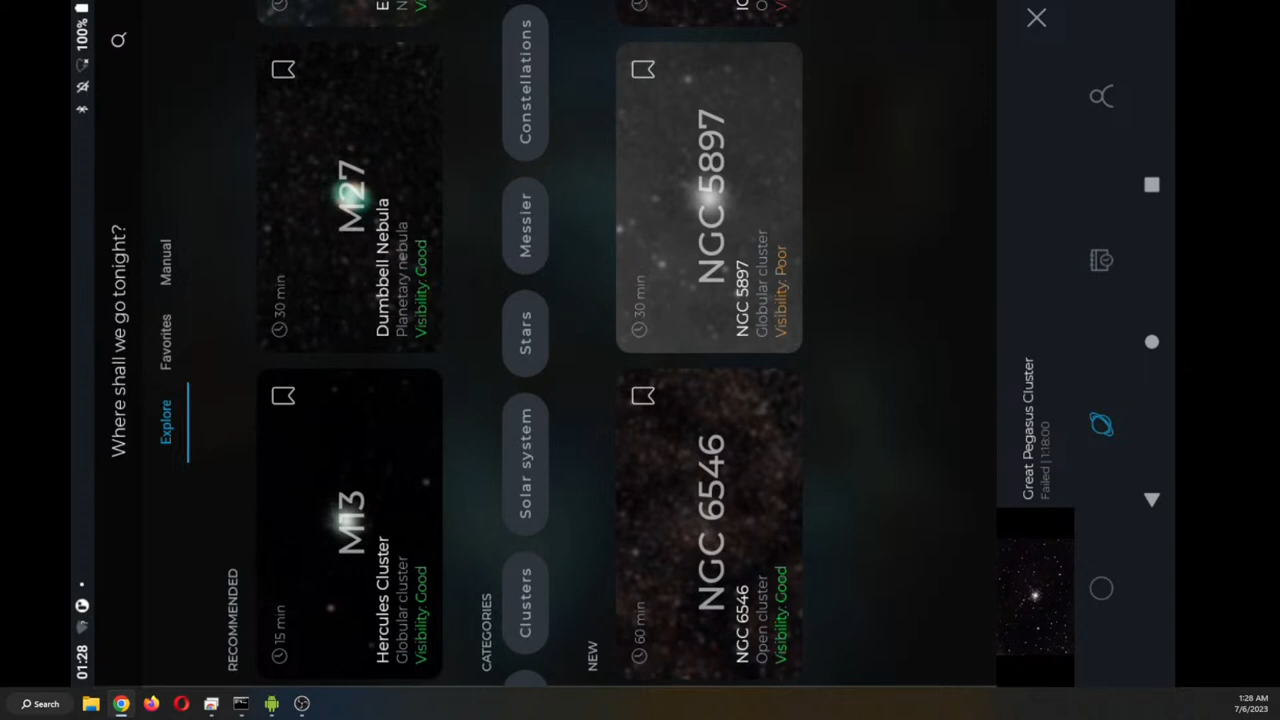 01:28
100%
Where shall we go tonight?
Explore
Favorites
Manual
RECOMMENDED
15 min
M13
Hercules Cluster
Globular cluster
Visibility: Good
30 min
M27
Dumbbell Nebula
Planetary nebula
Visibility: Good
CATEGORIES
Clusters
Solar system
Stars
Messier
Constellations
NEW
60 min
NGC 6546
NGC 6546
Open cluster
Visibility: Good
30 min
NGC 5897
NGC 5897
Globular cluster
Visibility: Poor
Great Pegasus Cluster
Failed | 1:18:00
Search
1:28 AM
7/6/2023